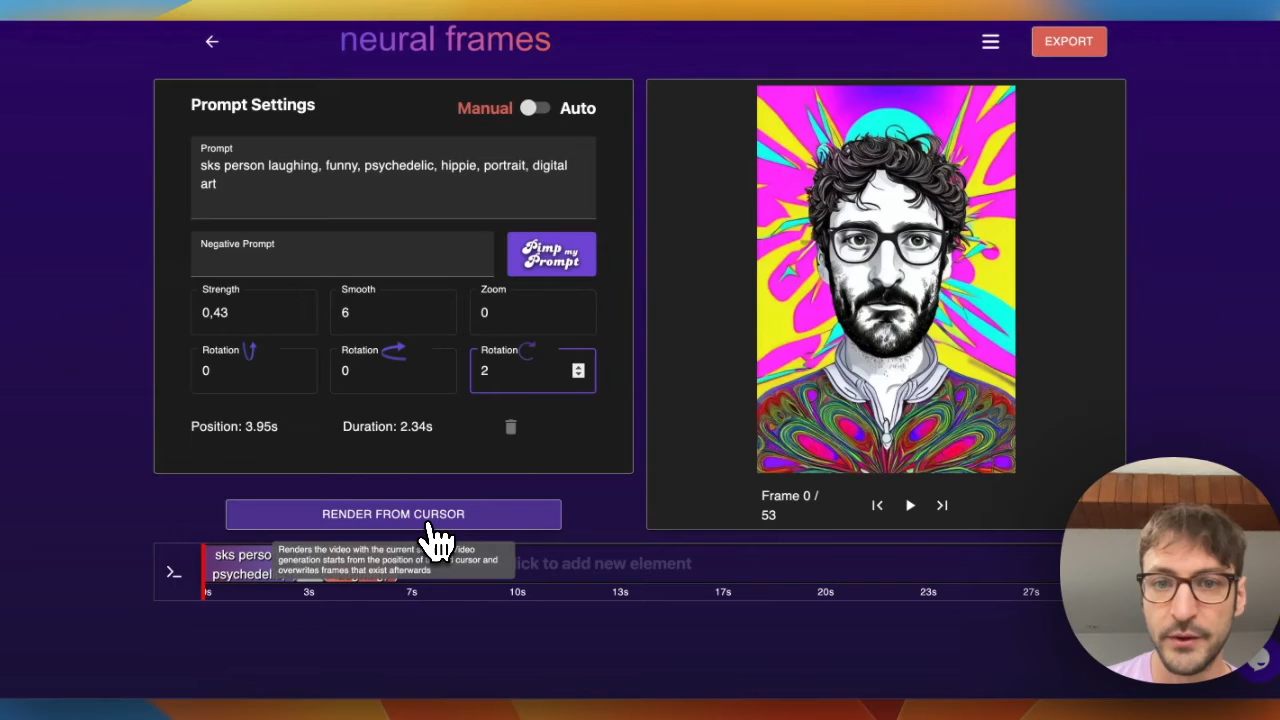 neural frames
EXPORT
Prompt Settings
Manual
Auto
Prompt
sks person laughing, funny, psychedelic, hippie, portrait, digital
art
Negative Prompt
Pimp my
Prompt
Strength
Smooth
Zoom
0,43
6
0
Rotation
Rotation
Rotation
0
0
2
Position: 3.95s
Duration: 2.34s
Frame 0 /
53
RENDER FROM CURSOR
sks perso
psychedel
Renders the video with the current
generation starts from the position of cursor and
overwrites frames that exist afterwards
lick to add new element
3s
7s
10s
13s
17s
20s
23s
27s